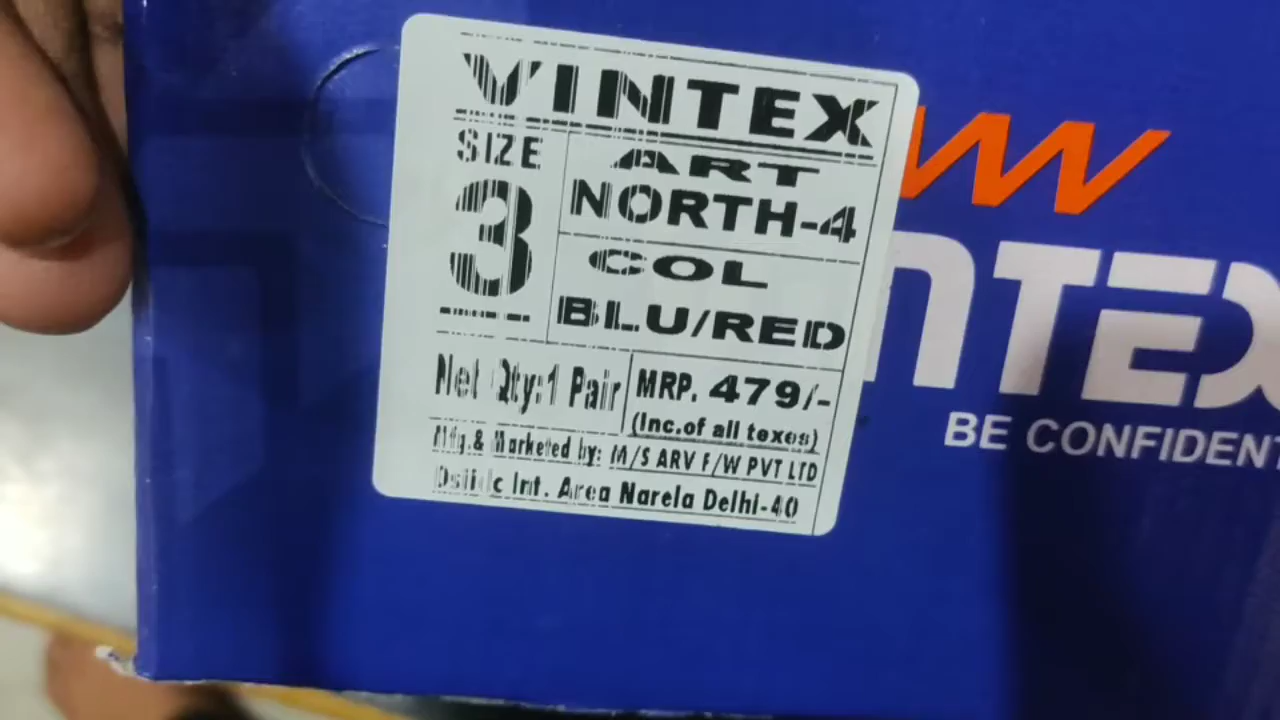 VINTEX
SIZE
3
ART
NORTH-4
COL
BLU/RED
Net Qty:1 Pair
MRP. 479/-
(Inc.of all texes)
Mfg.& Marketed by: M/S ARV F/W PVT LTD
Dsiidc Int. Area Narela Delhi-40
NTEX
BE CONFIDENT